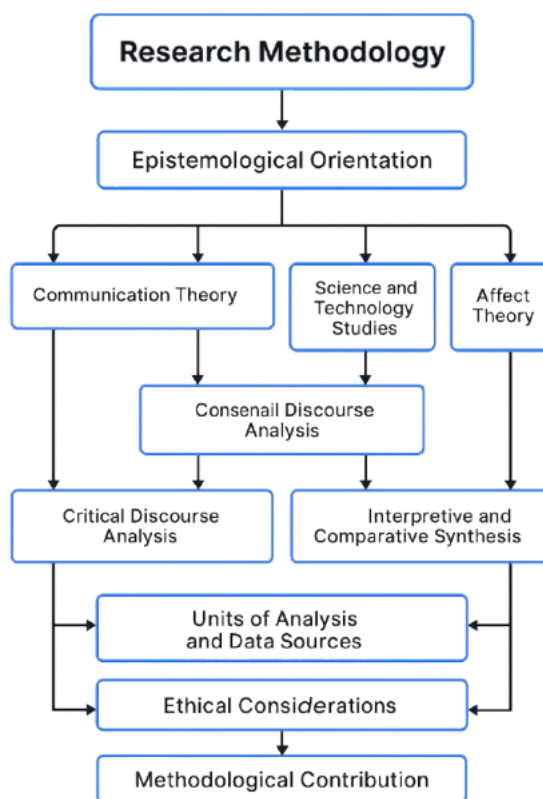 Research Methodology
Epistemological Orientation
Communication Theory
Science and
Technology
Studies
Affect
Theory
Consenail Discourse
Analysis
Critical Discourse
Analysis
Interpretive and
Comparative Synthesis
Units of Analysis
and Data Sources
Ethical Considerations
Methodological Contribution